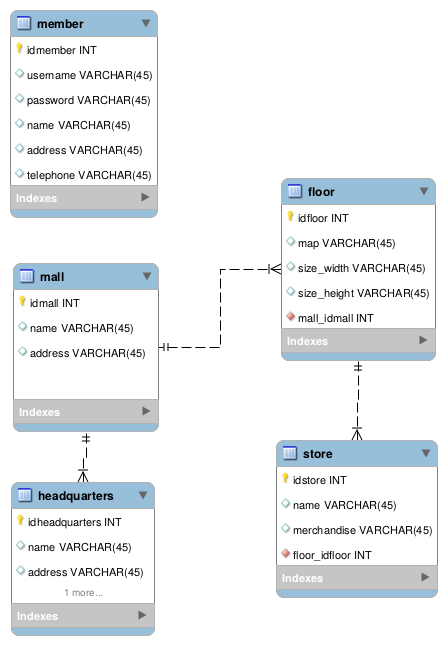 member
idmember INT
username VARCHAR(45)
password VARCHAR(45)
name VARCHAR(45)
address VARCHAR(45)
telephone VARCHAR(45)
Indexes
mall
idmall INT
name VARCHAR(45)
address VARCHAR(45)
Indexes
headquarters
idheadquarters INT
name VARCHAR(45)
address VARCHAR(45)
1 more...
Indexes
floor
idfloor INT
map VARCHAR(45)
size_width VARCHAR(45)
size_height VARCHAR(45)
mall_idmall INT
Indexes
store
idstore INT
name VARCHAR(45)
merchandise VARCHAR(45)
floor_idfloor INT
Indexes